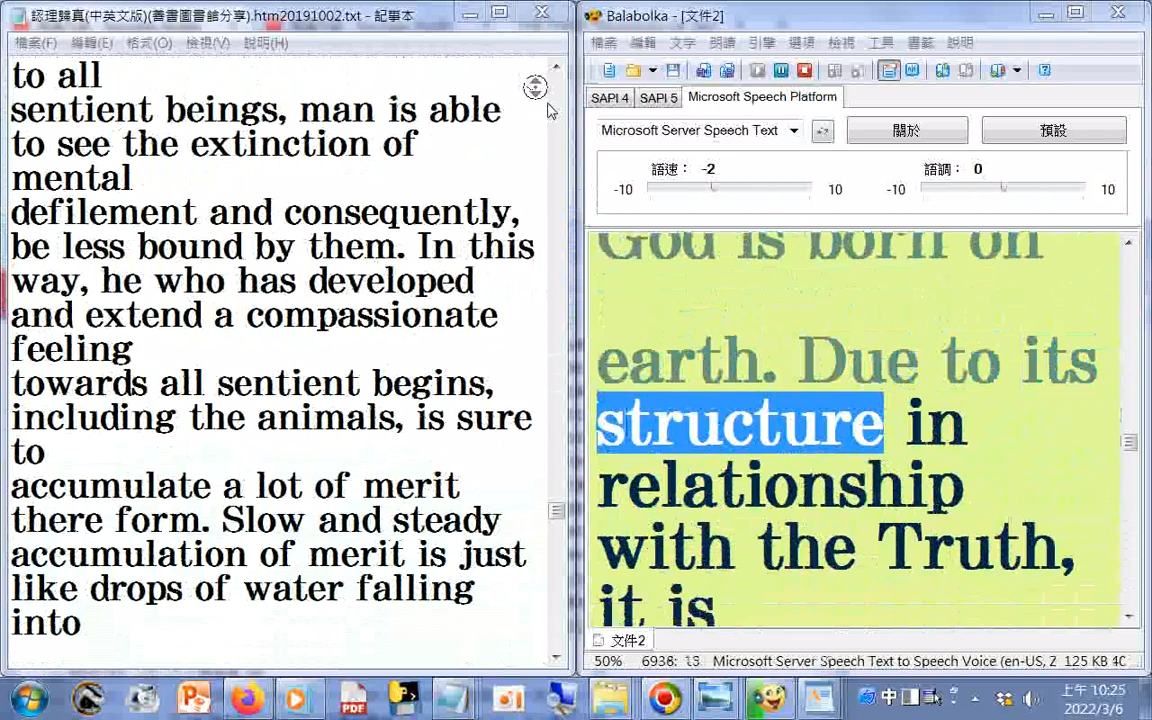 認理歸真(中英文版)(善書圖書館分享).htm20191002.txt - 記事本
檔案(F) 編輯(E) 格式(O) 檢視(V) 說明(H)
to all
sentient beings, man is able
to see the extinction of
mental
defilement and consequently,
be less bound by them. In this
way, he who has developed
and extend a compassionate
feeling
towards all sentient begins,
including the animals, is sure
to
accumulate a lot of merit
there form. Slow and steady
accumulation of merit is just
like drops of water falling
into
Balabolka - [文件2]
檔案 編輯 文字 朗讀 引擎 選項 檢視 工具 書籤 說明
SAPI 4 SAPI 5 Microsoft Speech Platform
Microsoft Server Speech Text 關於 預設
語速： -2 語調： 0
-10 10 -10 10
God is born on
earth. Due to its
structure in
relationship
with the Truth,
it is
文件2
50% 6936: 13 Microsoft Server Speech Text to Speech Voice (en-US, Z 125 KB 4C
PDF
中
上午 10:25
2022/3/6